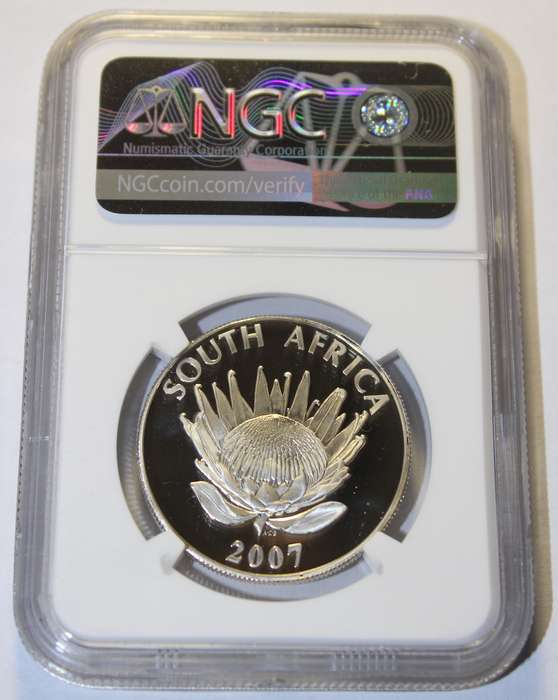 NGC
Numismatic Guaranty Corporation
NGCcoin.com/verify
SOUTH AFRICA
2007